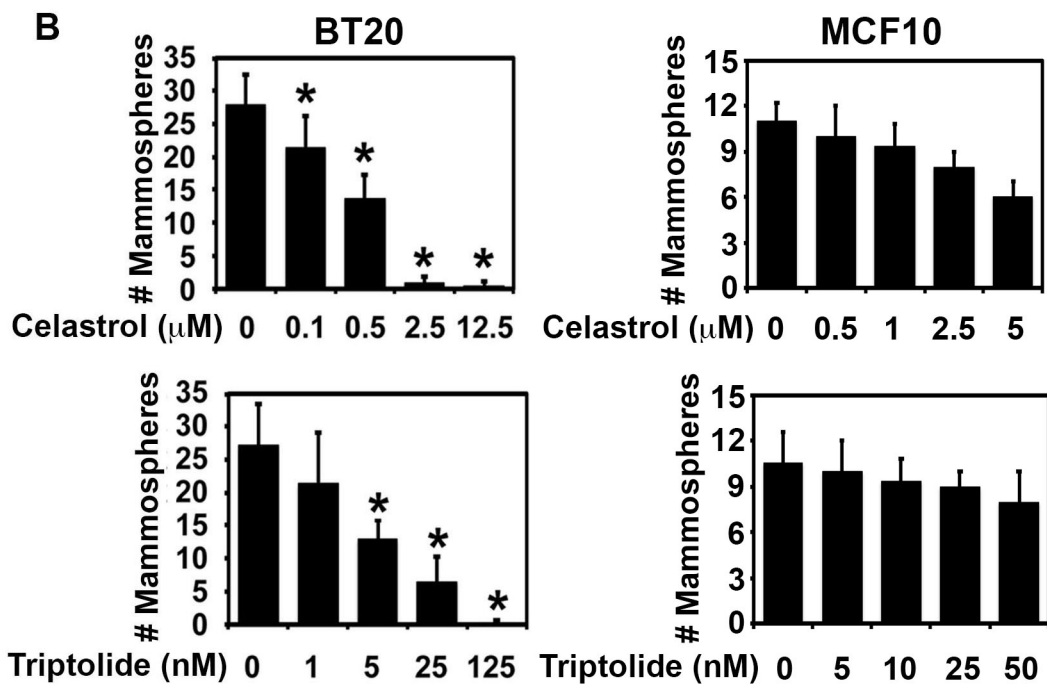 B
BT20
MCF10
# Mammospheres
35
30
25
20
15
10
5
0
* * * *
Celastrol (μM) 0 0.1 0.5 2.5 12.5
# Mammospheres
15
12
9
6
3
0
Celastrol (μM) 0 0.5 1 2.5 5
# Mammospheres
35
30
25
20
15
10
5
0
* * *
Triptolide (nM) 0 1 5 25 125
# Mammospheres
15
12
9
6
3
0
Triptolide (nM) 0 5 10 25 50